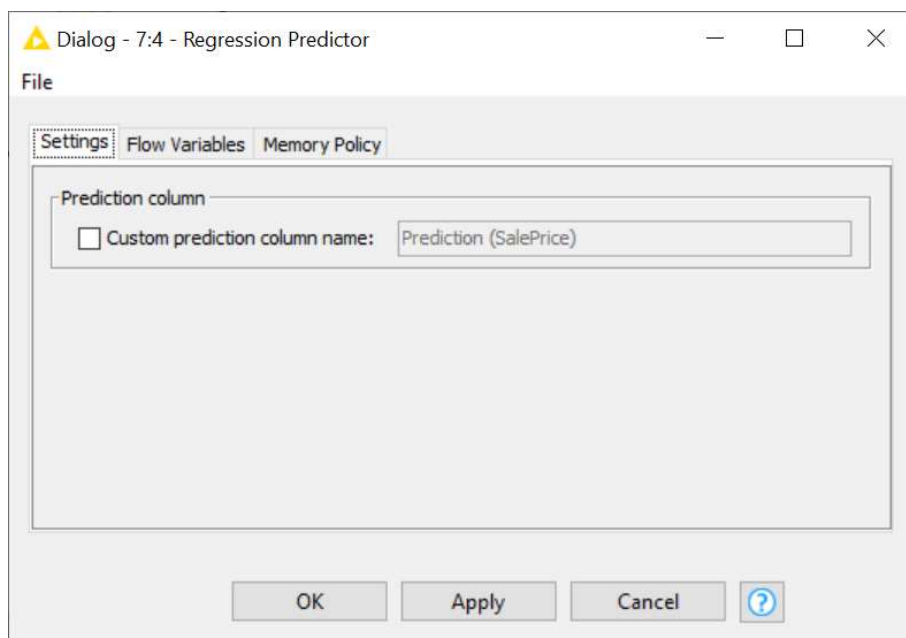 Dialog - 7:4 - Regression Predictor
File
Settings Flow Variables Memory Policy
Prediction column
Custom prediction column name: Prediction (SalePrice)
OK Apply Cancel ?